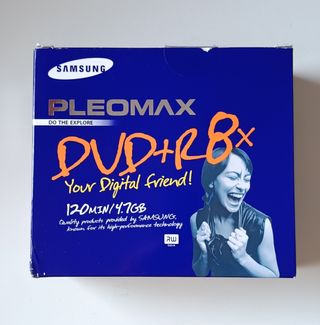 SAMSUNG
PLEOMAX
DO THE EXPLORE
DVD+R 8x
Your Digital friend!
120MIN/4.7GB
Quality products provided by SAMSUNG,
known for its high-performance technology
RW